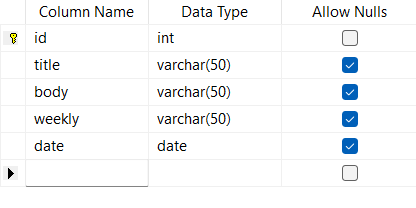 Column Name Data Type Allow Nulls
id int
title varchar(50)
body varchar(50)
weekly varchar(50)
date date